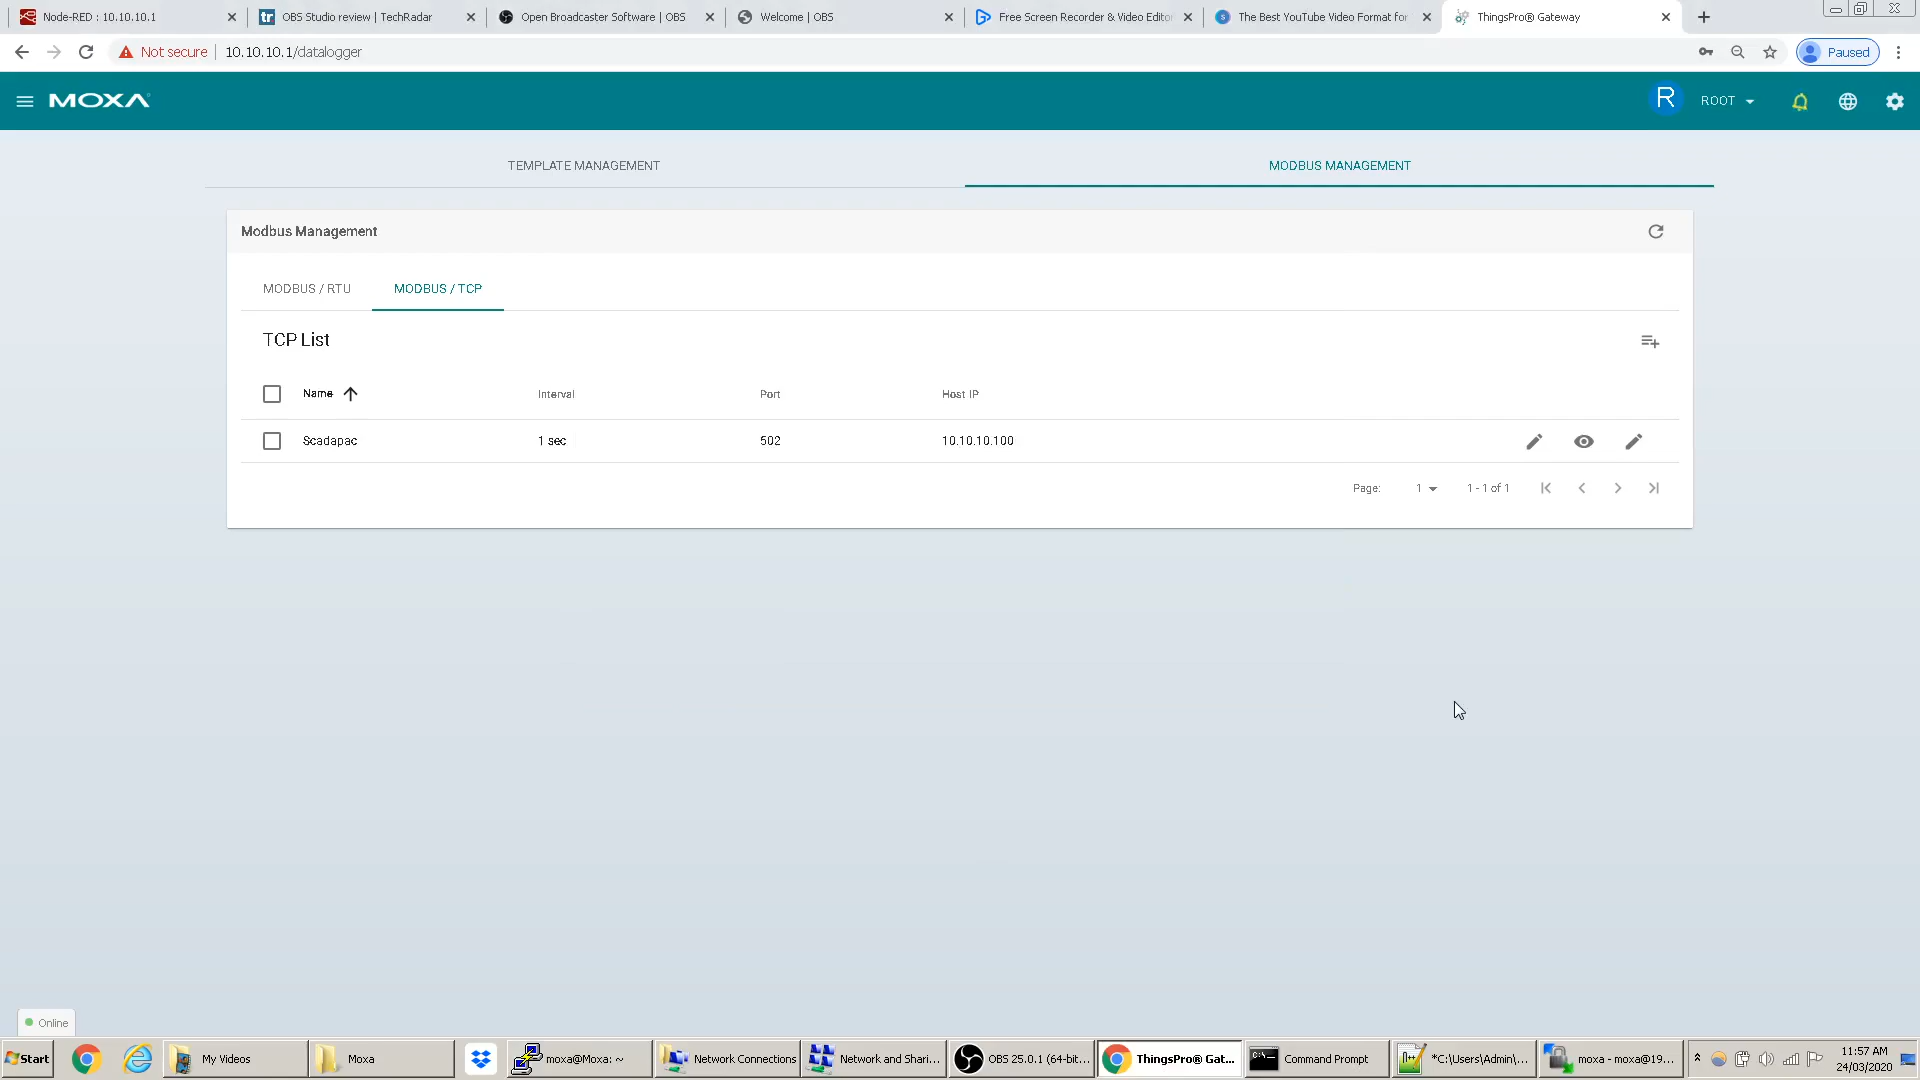 Node-RED : 10.10.10.1
OBS Studio review | TechRadar
Open Broadcaster Software | OBS
Welcome | OBS
Free Screen Recorder & Video Editor
The Best YouTube Video Format for
ThingsPro® Gateway
Not secure
10.10.10.1/datalogger
Paused
MOXA
R
ROOT
TEMPLATE MANAGEMENT
MODBUS MANAGEMENT
Modbus Management
MODBUS / RTU
MODBUS / TCP
TCP List
Name
Interval
Port
Host IP
Scadapac
1 sec
502
10.10.10.100
Page:
1
1 - 1 of 1
Online
Start
My Videos
Moxa
moxa@Moxa: ~
Network Connections
Network and Shari...
OBS 25.0.1 (64-bit...
ThingsPro® Gat...
Command Prompt
*C:\Users\Admin\...
moxa - moxa@19...
11:57 AM
24/03/2020